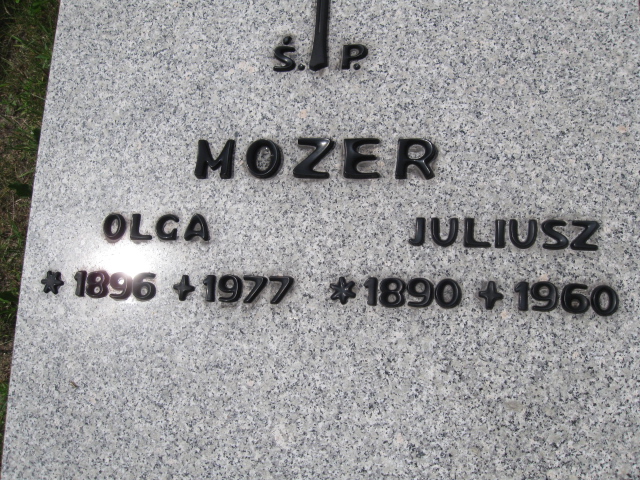 Ś. P.
MOZER
OLGA JULIUSZ
* 1896 + 1977 * 1890 + 1960